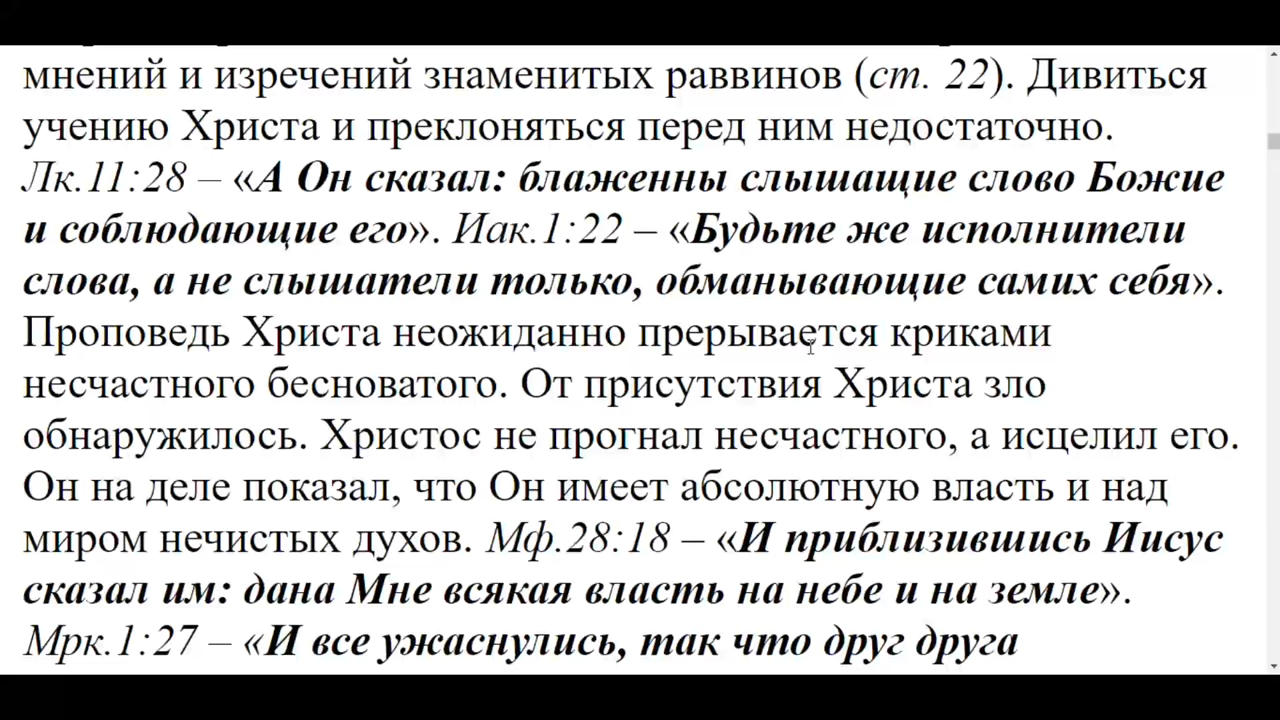 мнений и изречений знаменитых раввинов (ст. 22). Дивиться
учению Христа и преклоняться перед ним недостаточно.
Лк.11:28 – «А Он сказал: блаженны слышащие слово Божие
и соблюдающие его». Иак.1:22 – «Будьте же исполнители
слова, а не слышатели только, обманывающие самих себя».
Проповедь Христа неожиданно прерывается криками
несчастного бесноватого. От присутствия Христа зло
обнаружилось. Христос не прогнал несчастного, а исцелил его.
Он на деле показал, что Он имеет абсолютную власть и над
миром нечистых духов. Мф.28:18 – «И приблизившись Иисус
сказал им: дана Мне всякая власть на небе и на земле».
Мрк.1:27 – «И все ужаснулись, так что друг друга